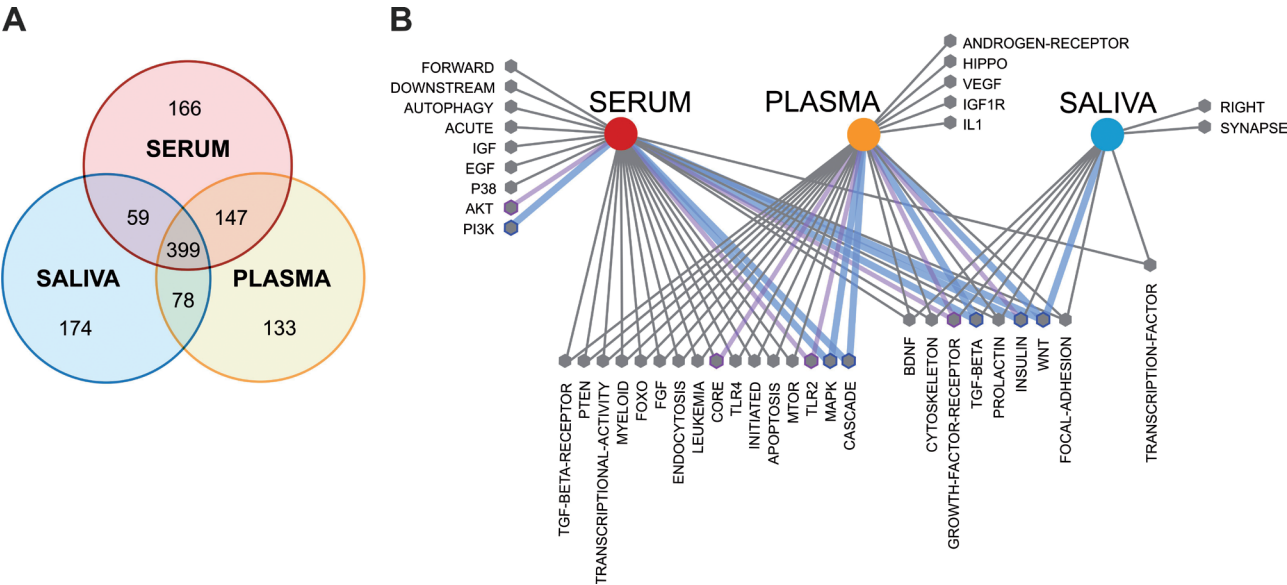 A
166
SERUM
59
147
399
SALIVA
PLASMA
78
174
133
B
FORWARD
DOWNSTREAM
AUTOPHAGY
ACUTE
IGF
EGF
P38
AKT
PI3K
SERUM
PLASMA
SALIVA
ANDROGEN-RECEPTOR
HIPPO
VEGF
IGF1R
IL1
RIGHT
SYNAPSE
TGF-BETA-RECEPTOR
PTEN
TRANSCRIPTIONAL-ACTIVITY
MYELOID
FOXO
FGF
ENDOCYTOSIS
LEUKEMIA
CORE
TLR4
INITIATED
APOPTOSIS
MTOR
TLR2
MAPK
CASCADE
BDNF
CYTOSKELETON
GROWTH-FACTOR-RECEPTOR
TGF-BETA
PROLACTIN
INSULIN
WNT
FOCAL-ADHESION
TRANSCRIPTION-FACTOR